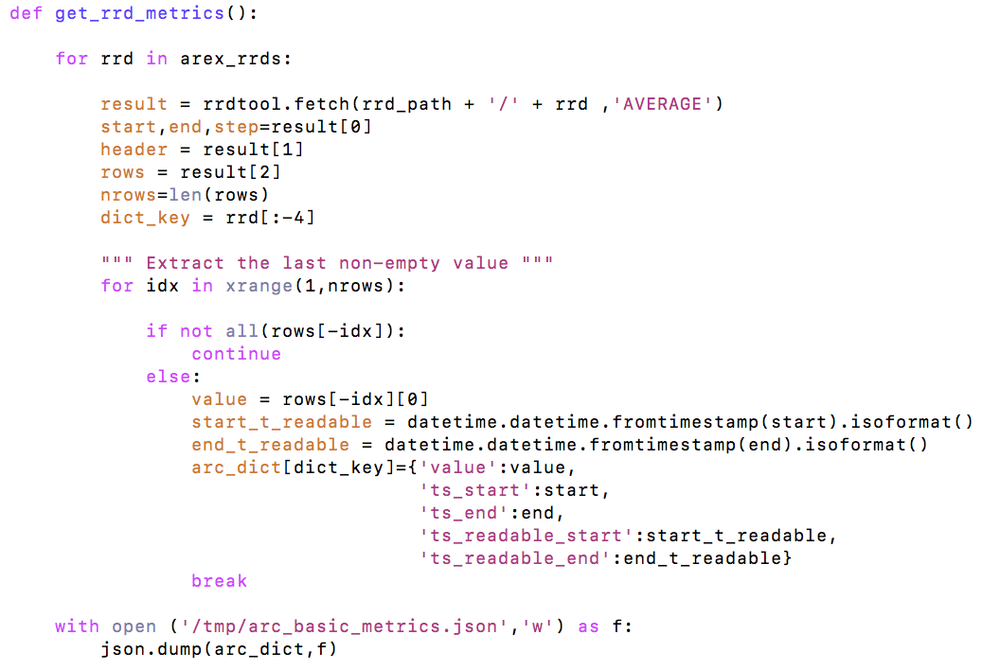 def get_rrd_metrics():
    for rrd in arex_rrds:
        result = rrdtool.fetch(rrd_path + '/' + rrd ,'AVERAGE')
        start,end,step=result[0]
        header = result[1]
        rows = result[2]
        nrows=len(rows)
        dict_key = rrd[:-4]
        """ Extract the last non-empty value """
        for idx in xrange(1,nrows):
            if not all(rows[-idx]):
                continue
            else:
                value = rows[-idx][0]
                start_t_readable = datetime.datetime.fromtimestamp(start).isoformat()
                end_t_readable = datetime.datetime.fromtimestamp(end).isoformat()
                arc_dict[dict_key]={'value':value,
                                    'ts_start':start,
                                    'ts_end':end,
                                    'ts_readable_start':start_t_readable,
                                    'ts_readable_end':end_t_readable}
                break
    with open ('/tmp/arc_basic_metrics.json','w') as f:
        json.dump(arc_dict,f)